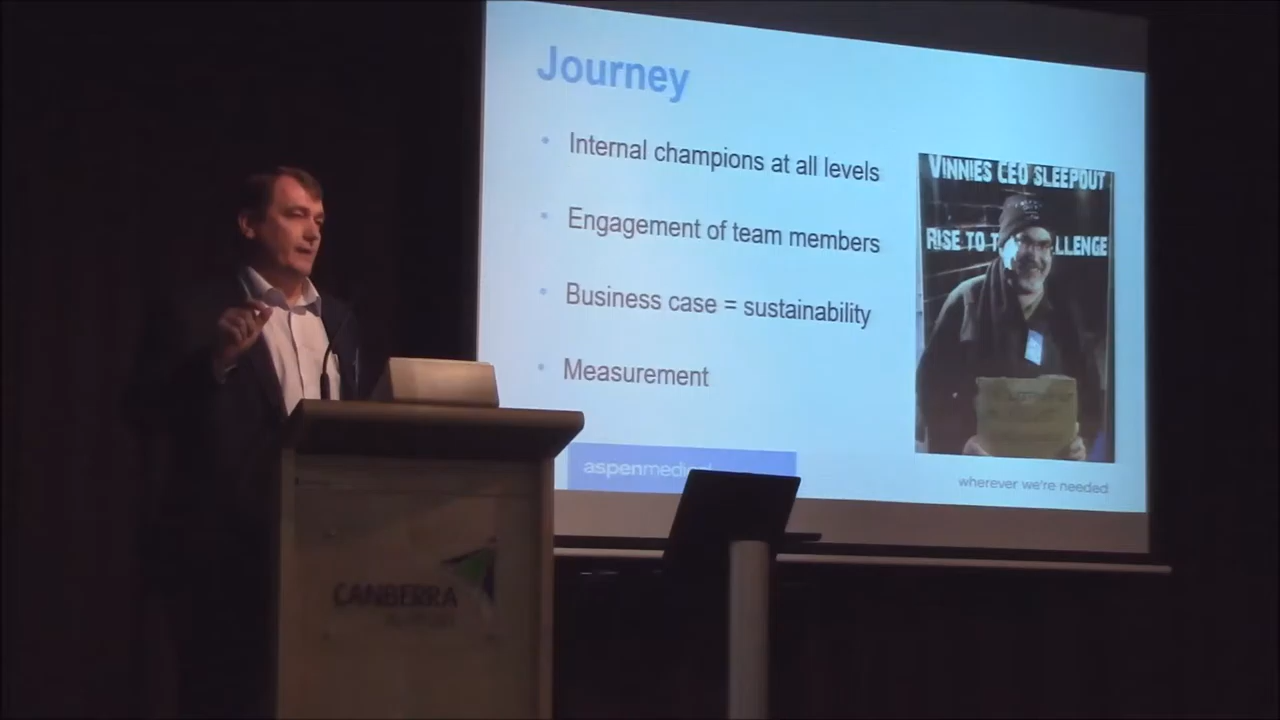 Journey
• Internal champions at all levels
• Engagement of team members
• Business case = sustainability
• Measurement
VINNIES CEO SLEEPOUT
RISE TO
aspenmedical
wherever we're needed
CANBERRA